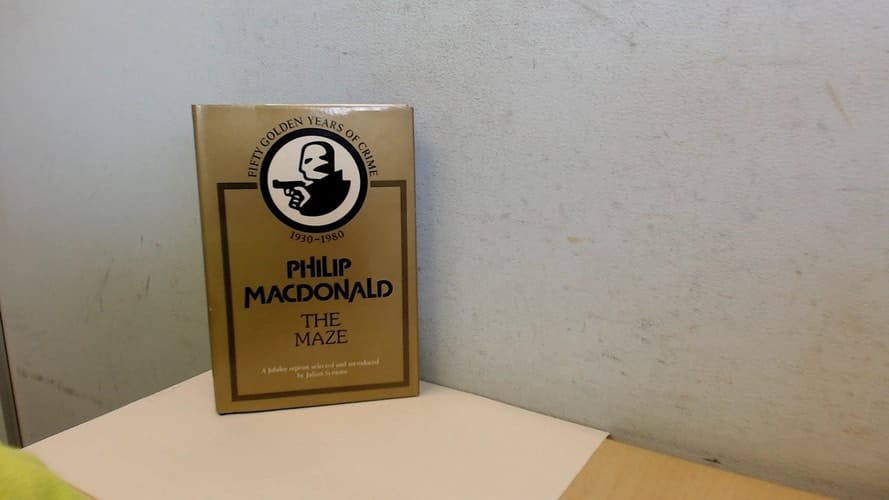 FIFTY GOLDEN YEARS OF CRIME
1930–1980
PHILIP
MACDONALD
THE
MAZE
A Jubilee reprint selected and introduced
by Julian Symons